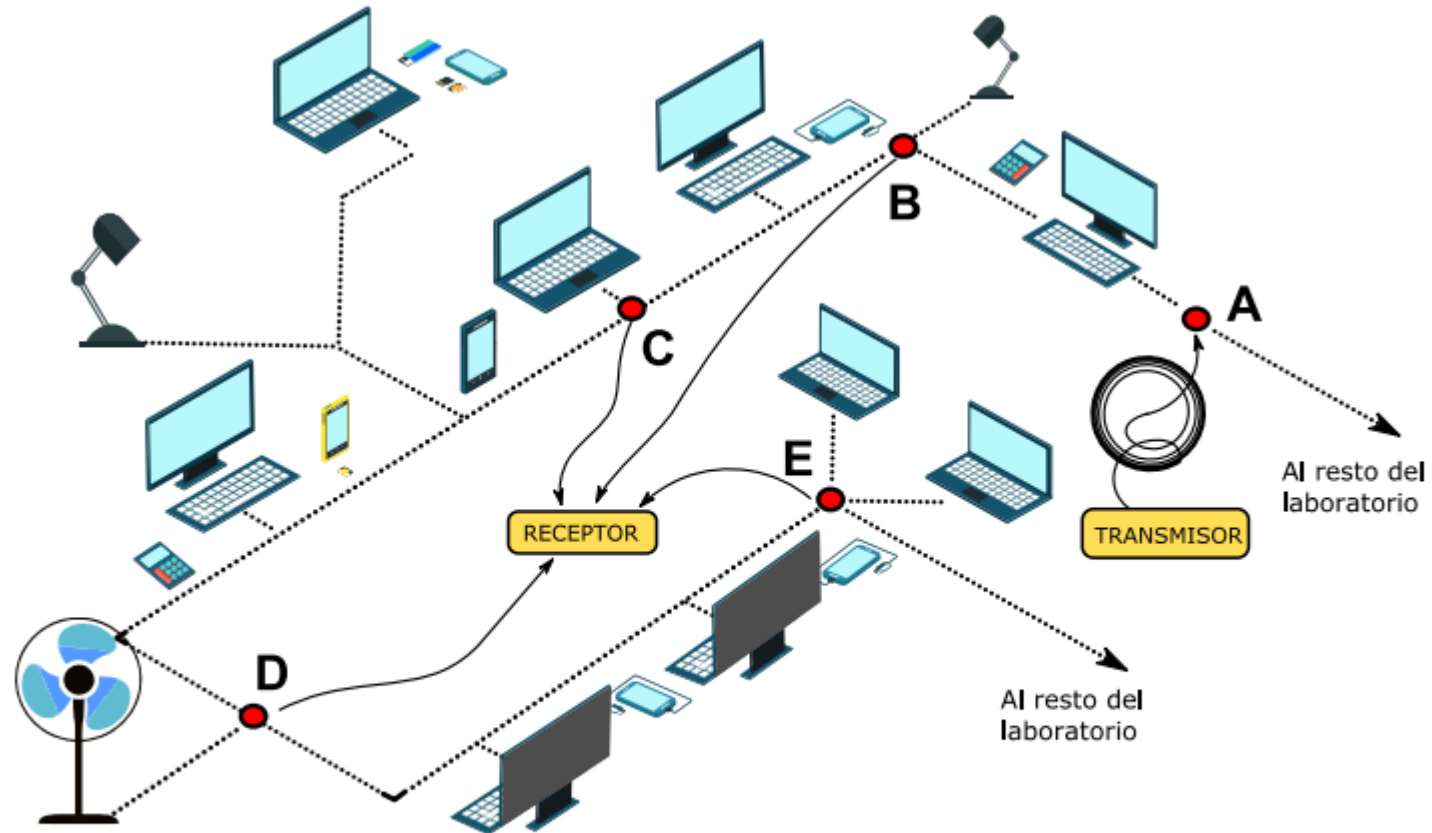 B
A
C
E
Al resto del
laboratorio
RECEPTOR
TRANSMISOR
D
Al resto del
laboratorio